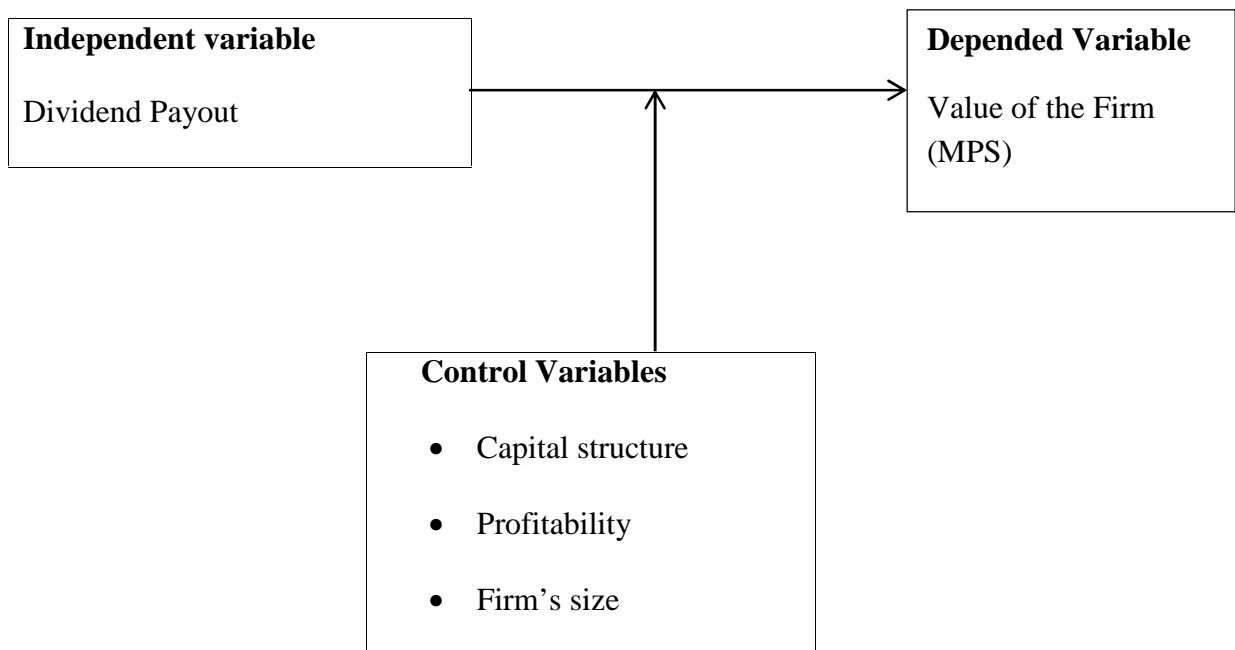 Independent variable
Dividend Payout
Depended Variable
Value of the Firm
(MPS)
Control Variables
• Capital structure
• Profitability
• Firm’s size